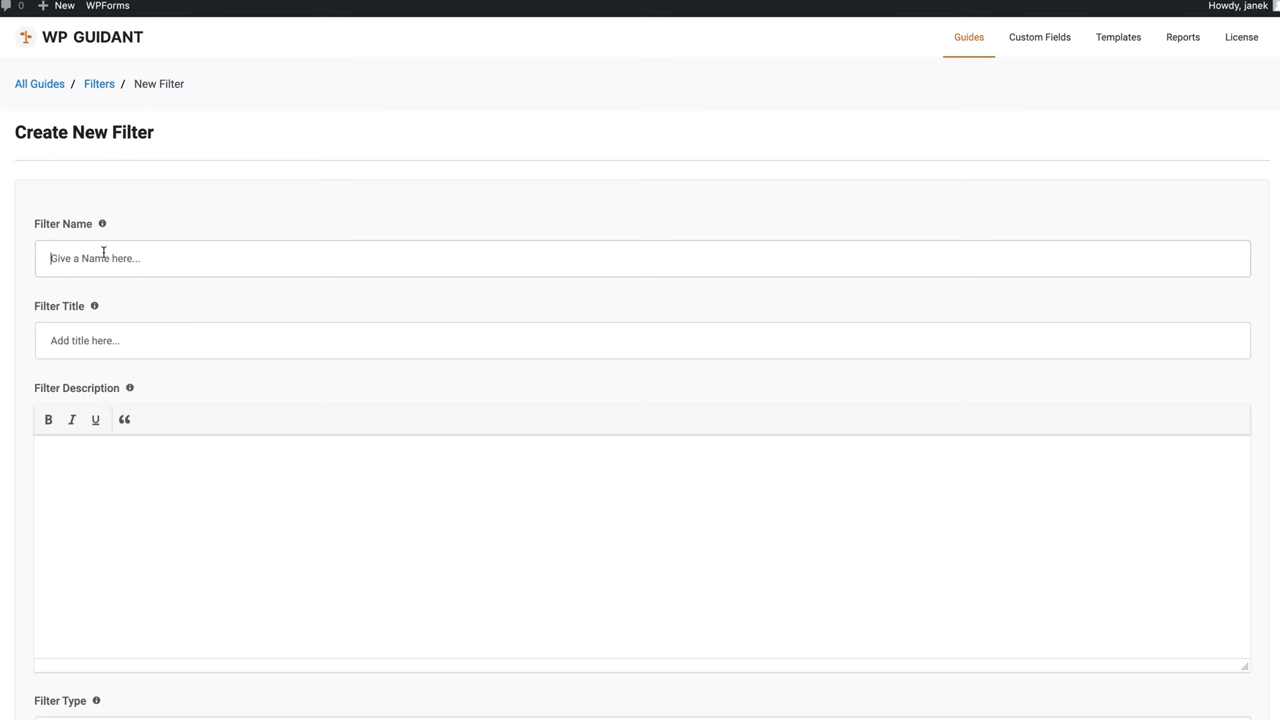 0 New WPForms Howdy, janek
WP GUIDANT Guides Custom Fields Templates Reports License
All Guides / Filters / New Filter
Create New Filter
Filter Name
Give a Name here...
Filter Title
Add title here...
Filter Description
B I U “
Filter Type